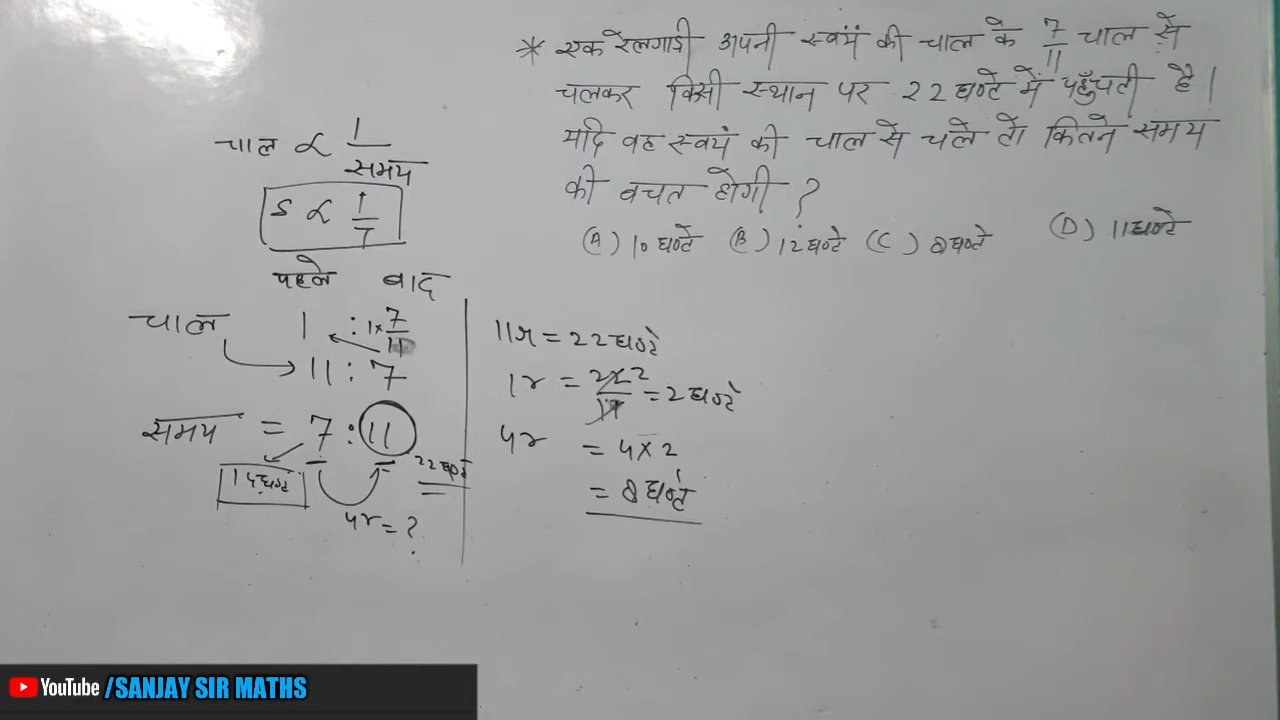 * एक रेलगाड़ी अपनी स्वयं की चाल के 7/11 चाल से
चलकर किसी स्थान पर 22 घण्टे में पहुँचती है।
यदि वह स्वयं की चाल से चले तो कितने समय
की बचत होगी ?
(A) 10 घण्टे (B) 12 घण्टे (C) 8 घण्टे (D) 11 घण्टे
चाल ∝ 1/समय
S ∝ 1/T
पहले बाद
चाल 1 : 1×7/11
11 : 7
समय = 7 : 11
14 घण्टे 22 घण्टे
4r = ?
11r = 22 घण्टे
1r = 22/11 2 = 2 घण्टे
4r = 4×2
= 8 घण्टे
YouTube /SANJAY SIR MATHS